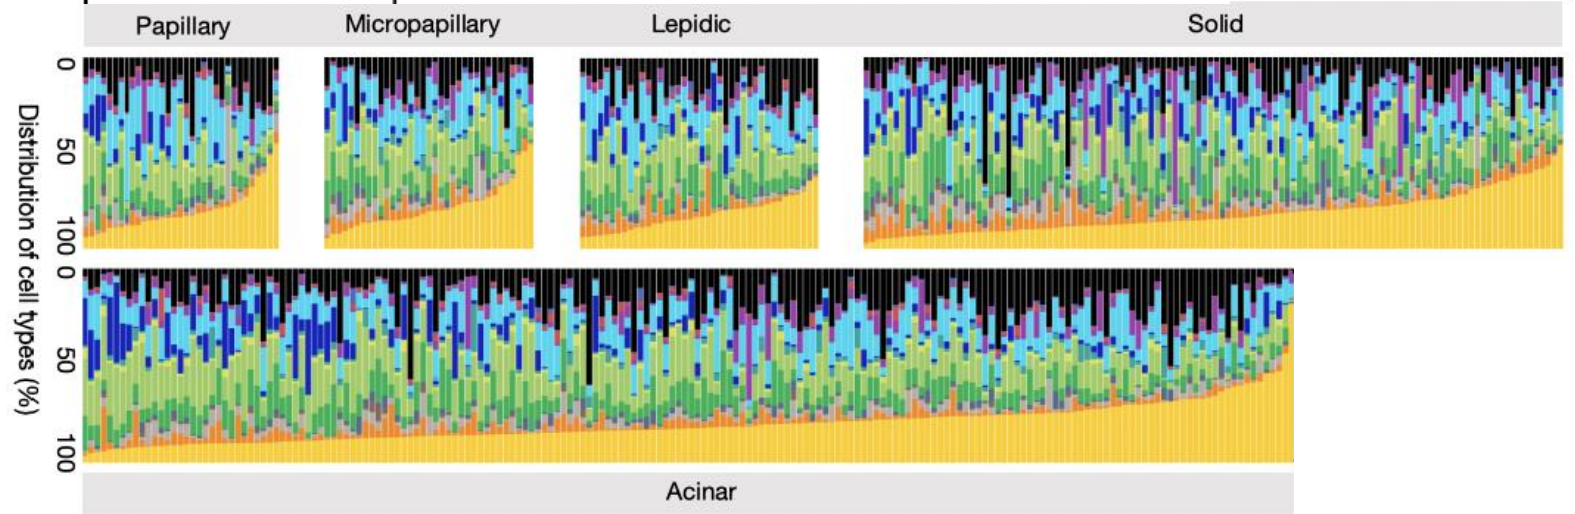 Papillary
Micropapillary
Lepidic
Solid
Distribution of cell types (%)
0
50
100
0
50
100
Acinar